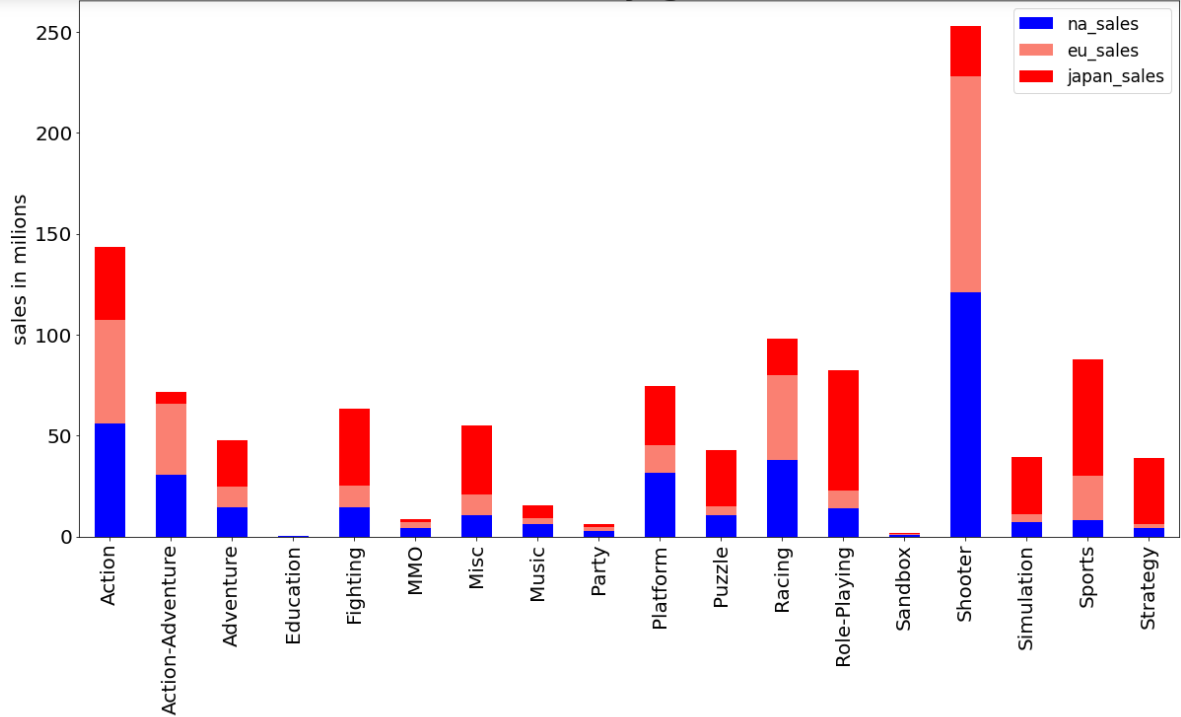 na_sales
eu_sales
japan_sales
sales in milions
250
200
150
100
50
0
Action
Action-Adventure
Adventure
Education
Fighting
MMO
Misc
Music
Party
Platform
Puzzle
Racing
Role-Playing
Sandbox
Shooter
Simulation
Sports
Strategy